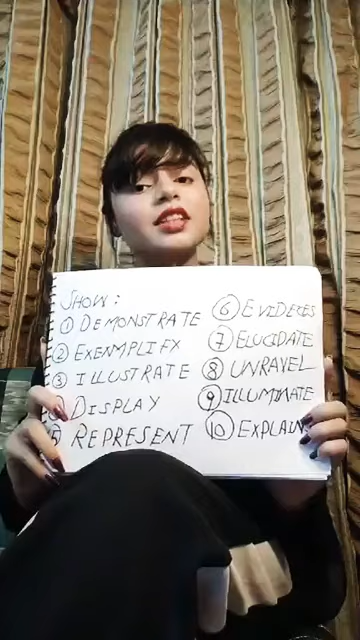 SHOW:
① DEMONSTRATE
② EXENMPLIFY
③ ILLUSTRATE
DISPLAY
5 REPRESENT
⑥ EVIDECES
⑦ ELUCIDATE
⑧ UNRAVEL
⑨ ILLUMINATE
⑩ EXPLAIN